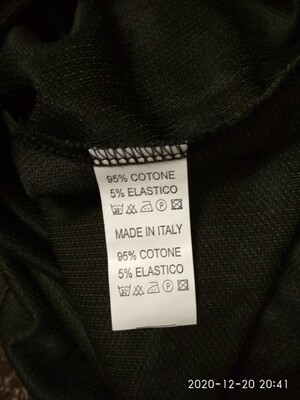 95% COTONE
5% ELASTICO
MADE IN ITALY
95% COTONE
5% ELASTICO
2020-12-20 20:41